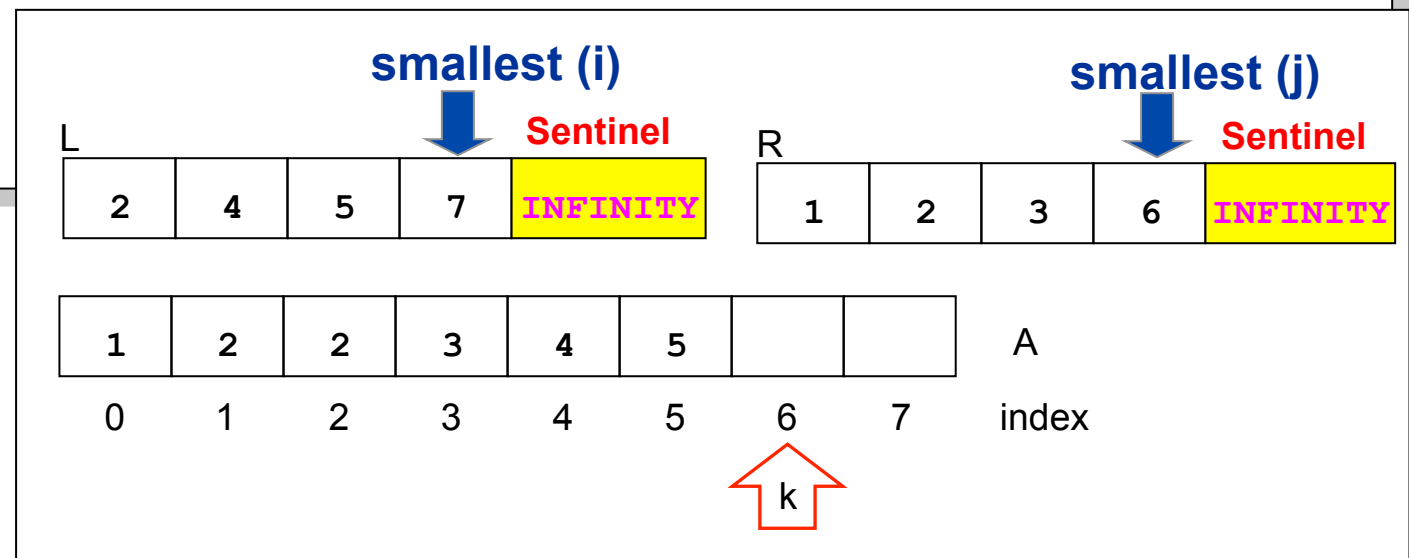 smallest (i) smallest (j)
L Sentinel R Sentinel
2 4 5 7 INFINITY 1 2 3 6 INFINITY
1 2 2 3 4 5 A
0 1 2 3 4 5 6 7 index
k